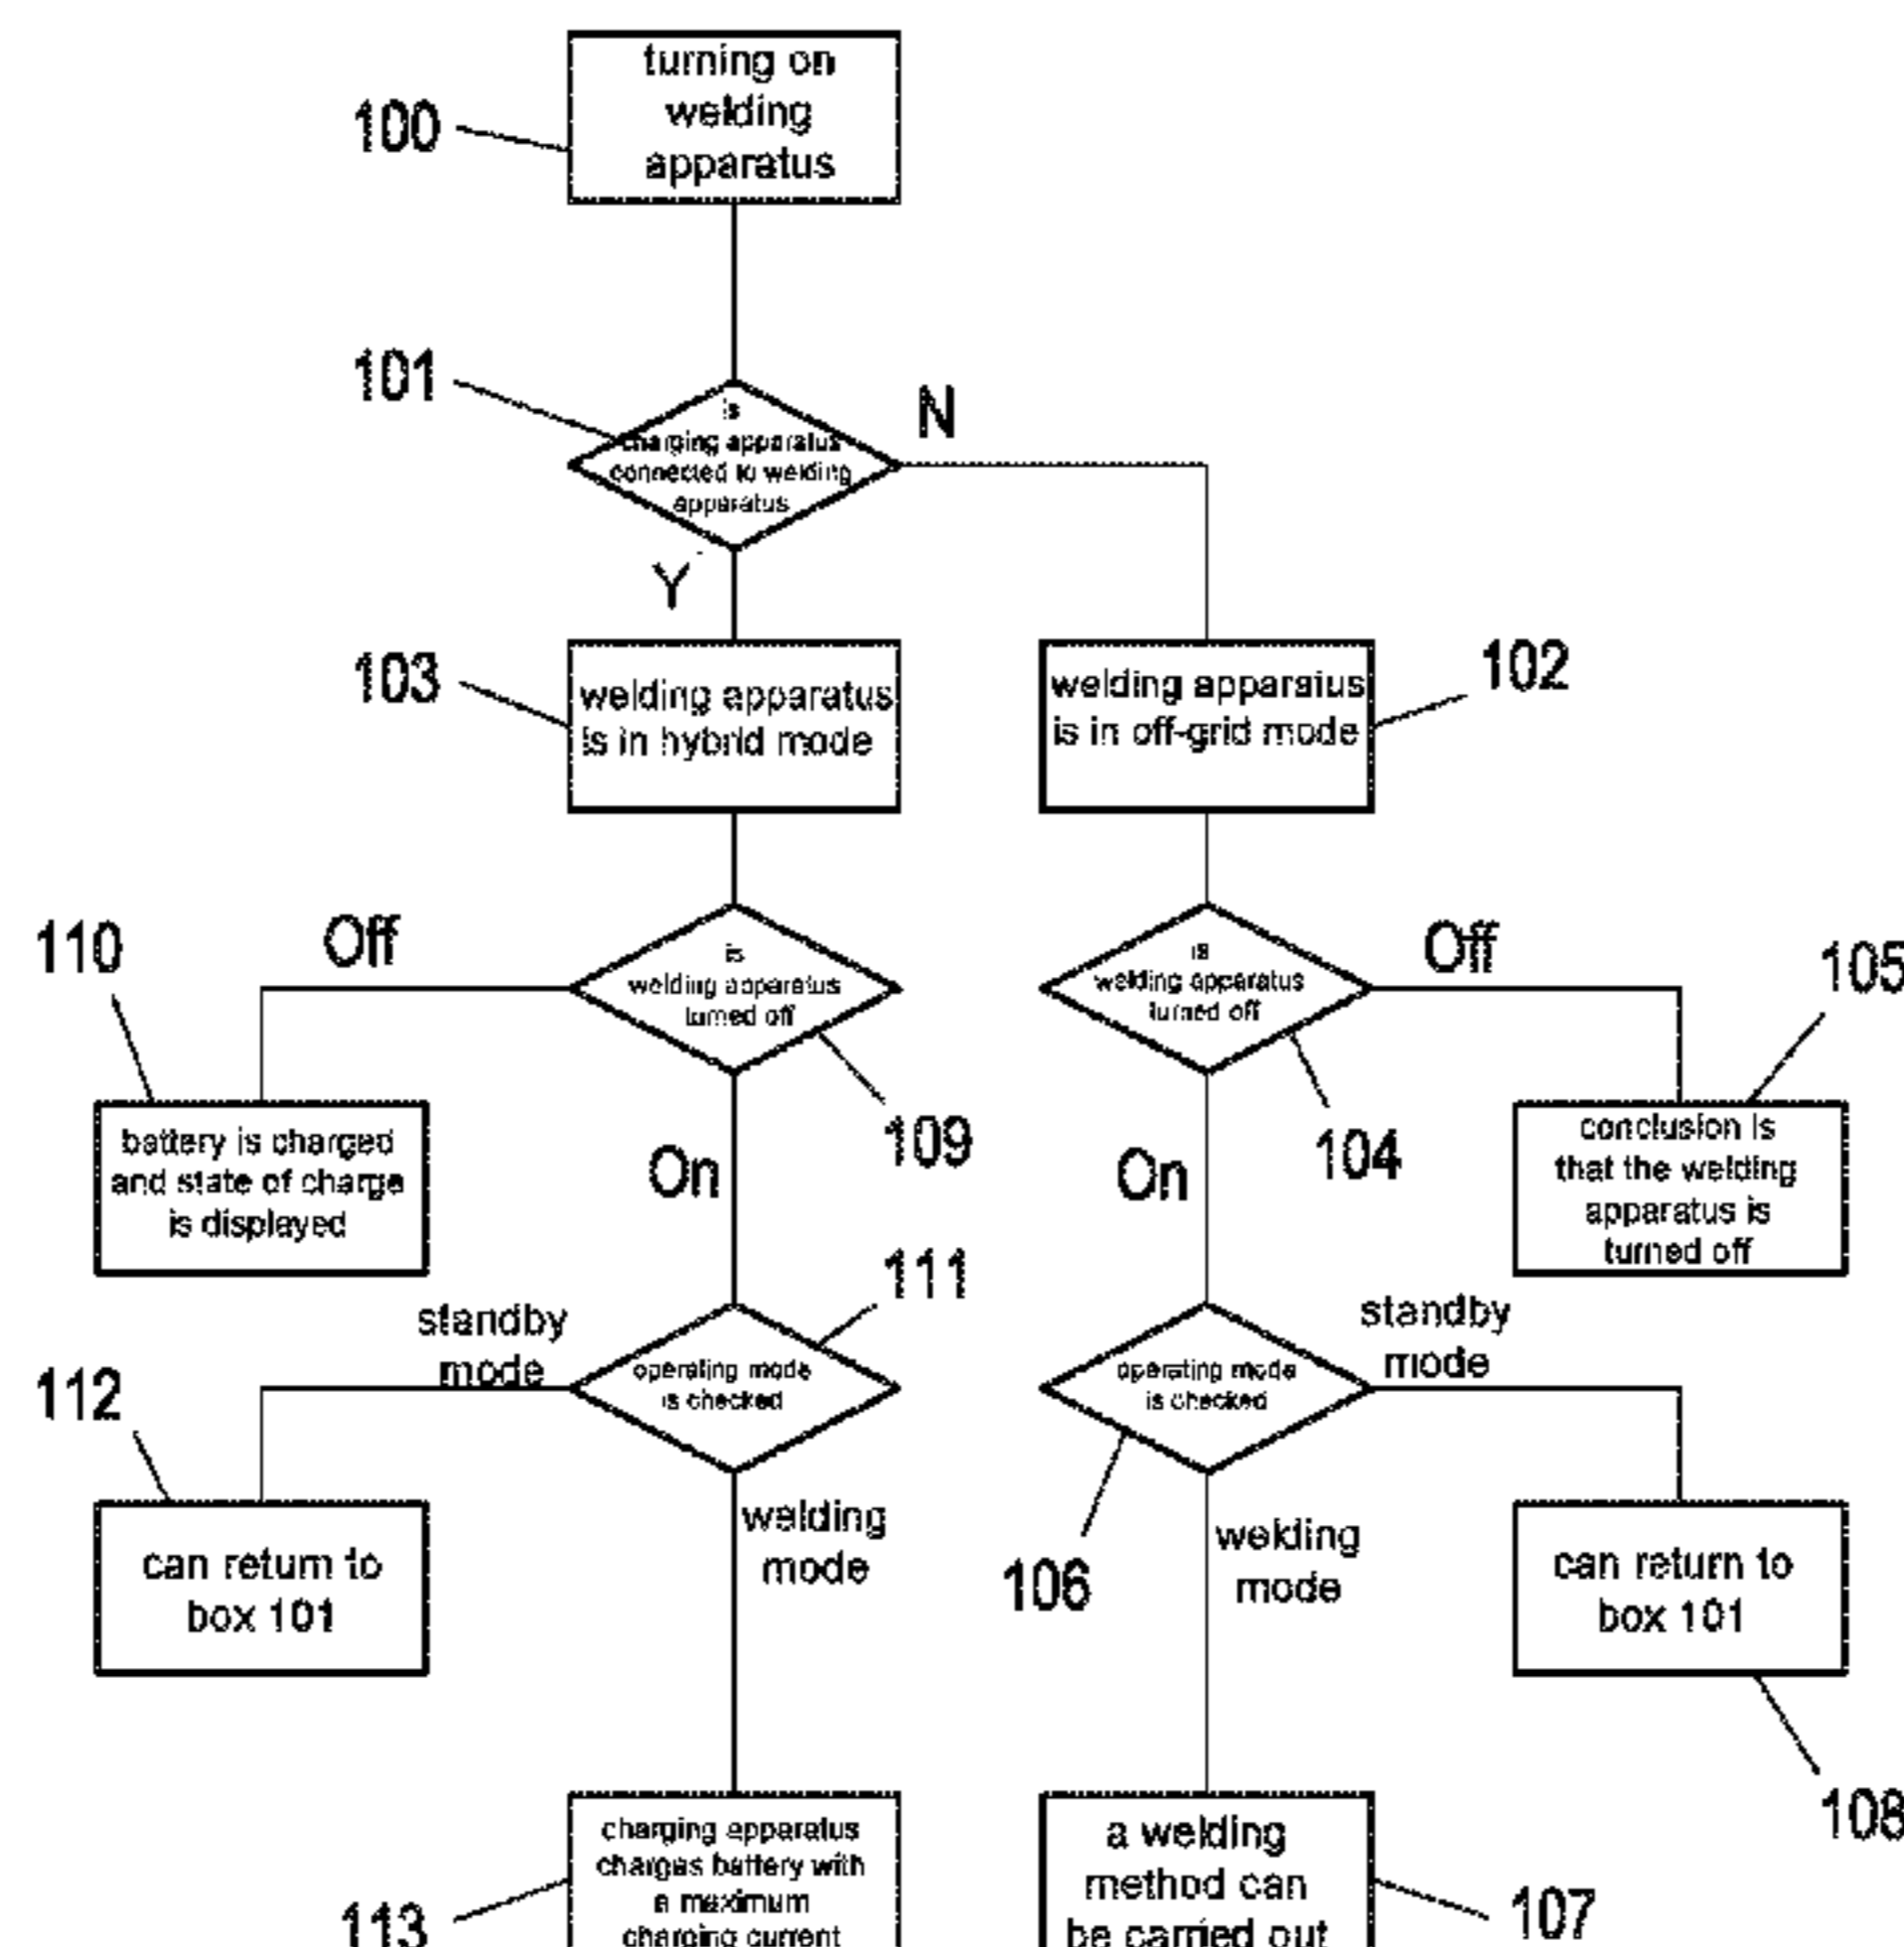 turning on
welding
apparatus
100
101
is
charging apparatus
connected to welding
apparatus
N
Y
103
welding apparatus
is in hybrid mode
welding apparatus
is in off-grid mode
102
110
Off
is
welding apparatus
turned off
is
welding apparatus
turned off
Off
105
battery is charged
and state of charge
is displayed
109
On
On
104
conclusion is
that the welding
apparatus is
turned off
111
standby
mode
operating mode
is checked
operating mode
is checked
standby
mode
112
welding
mode
106
welding
mode
can return to
box 101
can return to
box 101
108
113
charging apparatus
charges battery with
a maximum
charging current
a welding
method can
be carried out
107